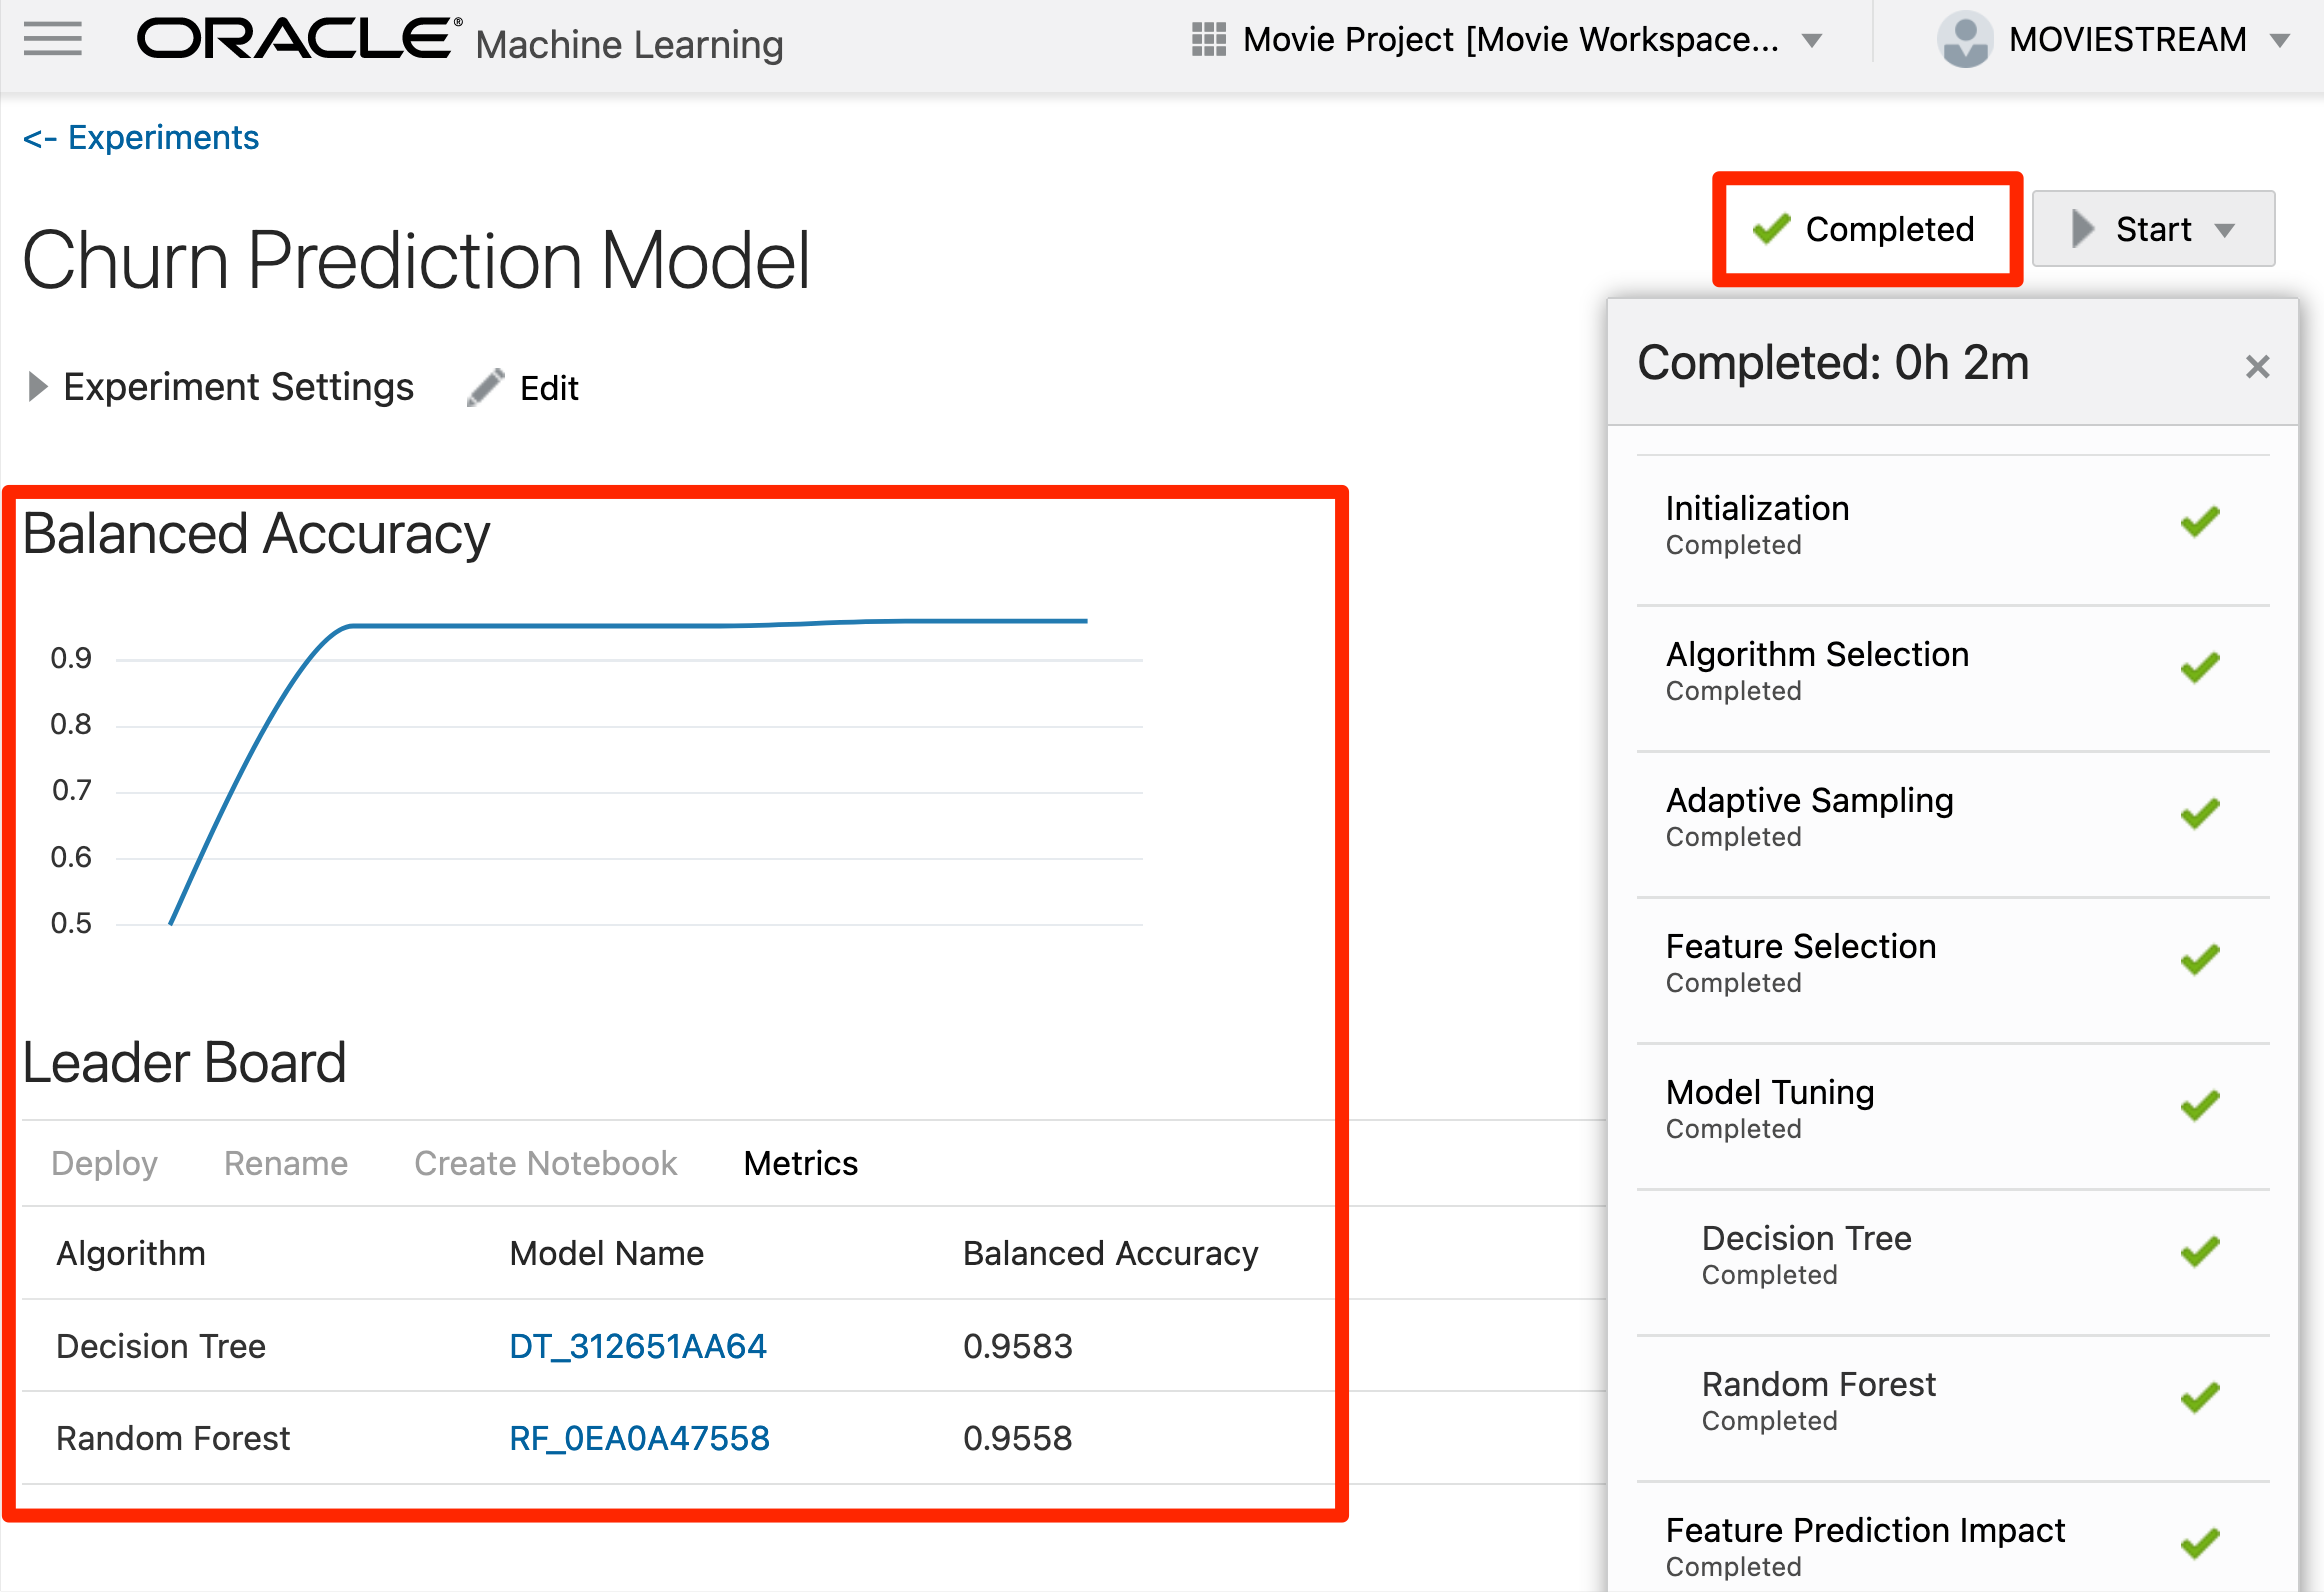 ORACLE® Machine Learning
Movie Project [Movie Workspace...
MOVIESTREAM
<- Experiments
Churn Prediction Model
Completed
Start
Experiment Settings
Edit
Balanced Accuracy
0.9
0.8
0.7
0.6
0.5
Leader Board
Deploy Rename Create Notebook Metrics
Algorithm Model Name Balanced Accuracy
Decision Tree DT_312651AA64 0.9583
Random Forest RF_0EA0A47558 0.9558
Completed: 0h 2m
Initialization
Completed
Algorithm Selection
Completed
Adaptive Sampling
Completed
Feature Selection
Completed
Model Tuning
Completed
Decision Tree
Completed
Random Forest
Completed
Feature Prediction Impact
Completed